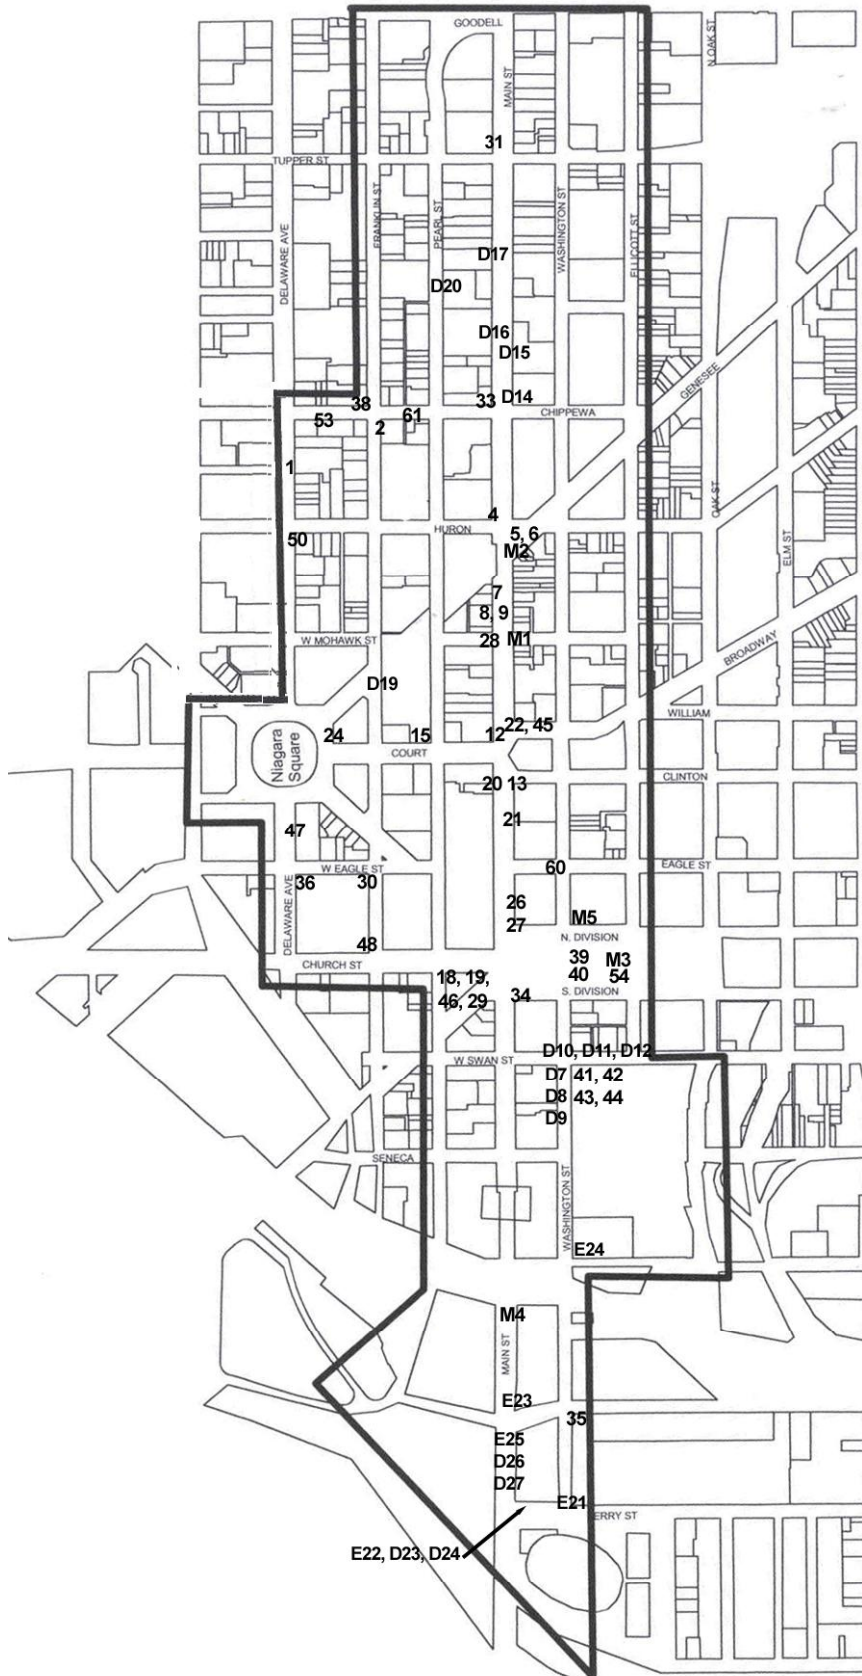 GOODELL
N OAK ST
MAIN ST
31
TUPPER ST
FRANKLIN ST
PEARL ST
WASHINGTON ST
ELLICOTT ST
DELAWARE AVE
D17
D20
D16
D15
GENESEE
38
33 D14
53
61
CHIPPEWA
2
1
OAK ST
4
HURON
5, 6
50
M2
ELM ST
7
8, 9
W MOHAWK ST
28 M1
BROADWAY
D19
WILLIAM
22, 45
24
15
12
Niagara
Square
COURT
CLINTON
20 13
21
47
W EAGLE ST
60
EAGLE ST
36
30
26
DELAWARE AVE
M5
27
48
N. DIVISION
CHURCH ST
39 M3
18, 19,
40 54
46, 29
34
S. DIVISION
D10, D11, D12
W SWAN ST
D7 41, 42
D8 43, 44
D9
SENECA
WASHINGTON ST
E24
M4
MAIN ST
E23
35
E25
D26
D27
E21
ERRY ST
E22, D23, D24